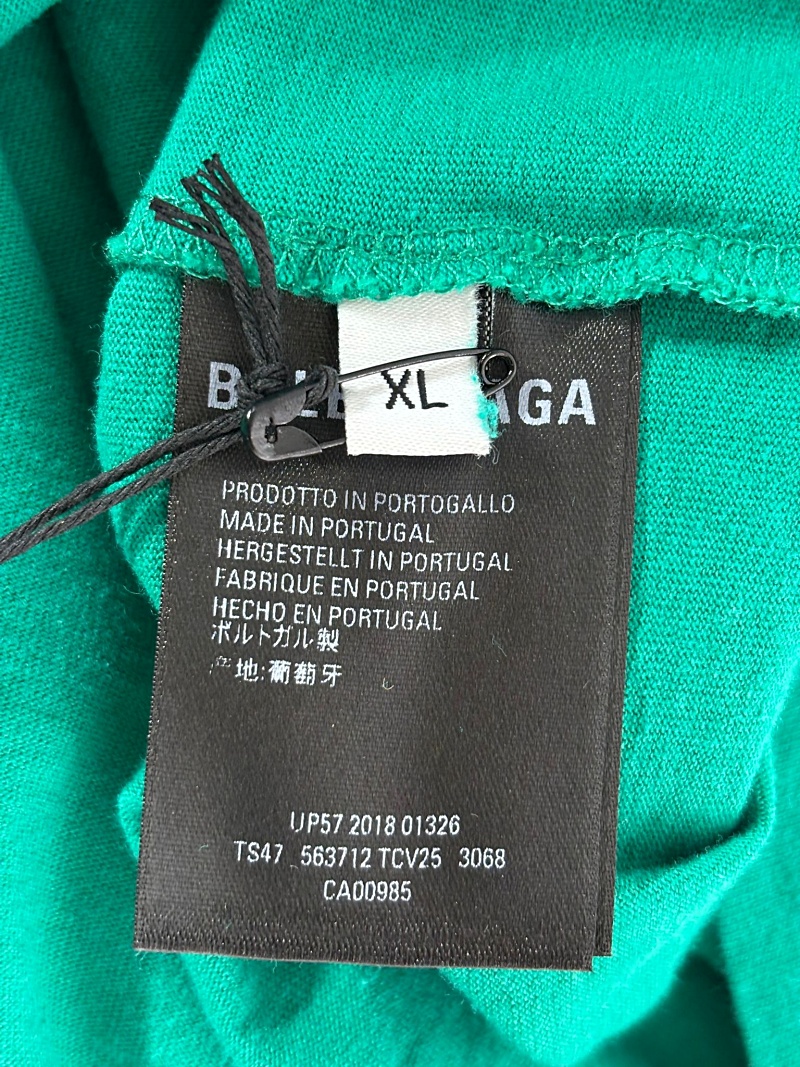 BALENCIAGA
XL
PRODOTTO IN PORTOGALLO
MADE IN PORTUGAL
HERGESTELLT IN PORTUGAL
FABRIQUE EN PORTUGAL
HECHO EN PORTUGAL
ポルトガル製
产地:葡萄牙
UP57 2018 01326
TS47 563712 TCV25 3068
CA00985